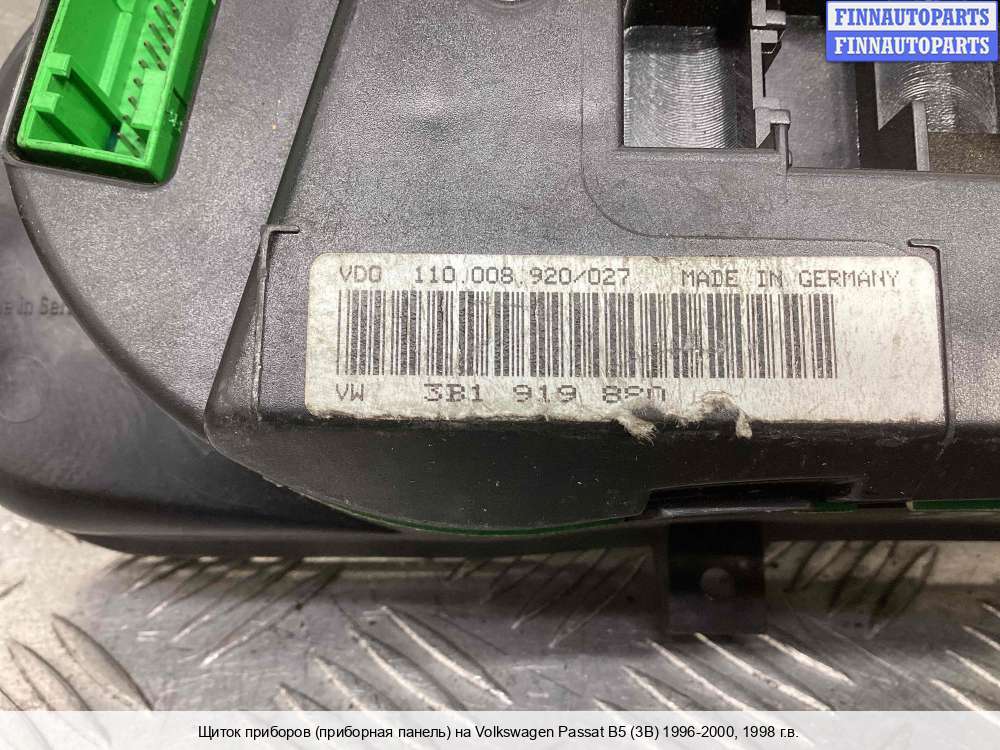 FINNAUTOPARTS
FINNAUTOPARTS
VDO 110.008.920/027 MADE IN GERMANY
VW 3B1 919
Щиток приборов (приборная панель) на Volkswagen Passat B5 (3B) 1996-2000, 1998 г.в.